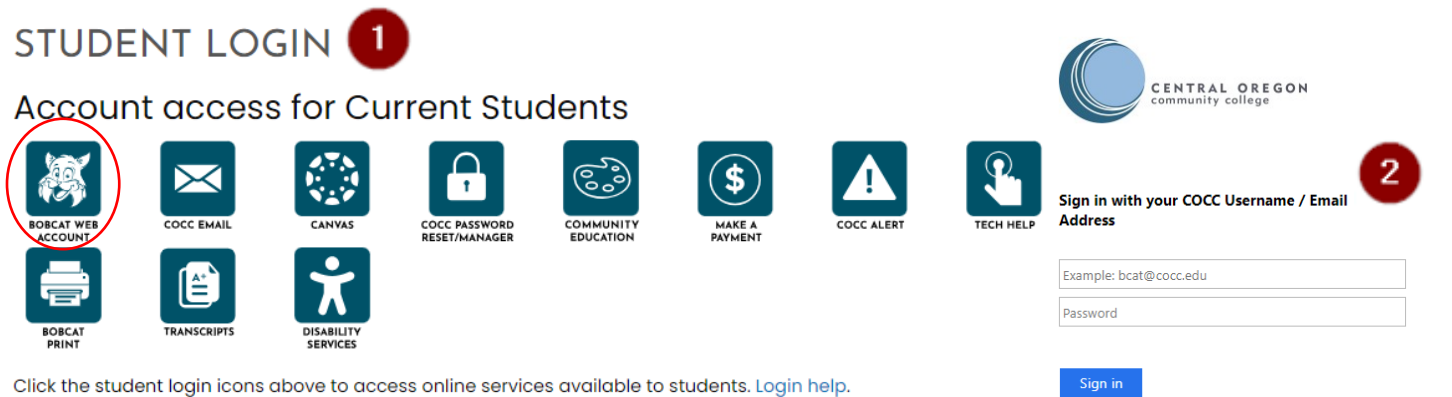 STUDENT LOGIN 1
Account access for Current Students
BOBCAT WEB
ACCOUNT
COCC EMAIL
CANVAS
COCC PASSWORD
RESET/MANAGER
COMMUNITY
EDUCATION
MAKE A
PAYMENT
$
COCC ALERT
!
TECH HELP
BOBCAT
PRINT
A+
TRANSCRIPTS
DISABILITY
SERVICES
Click the student login icons above to access online services available to students. Login help.
CENTRAL OREGON
community college
2
Sign in with your COCC Username / Email
Address
Example: bcat@cocc.edu
Password
Sign in